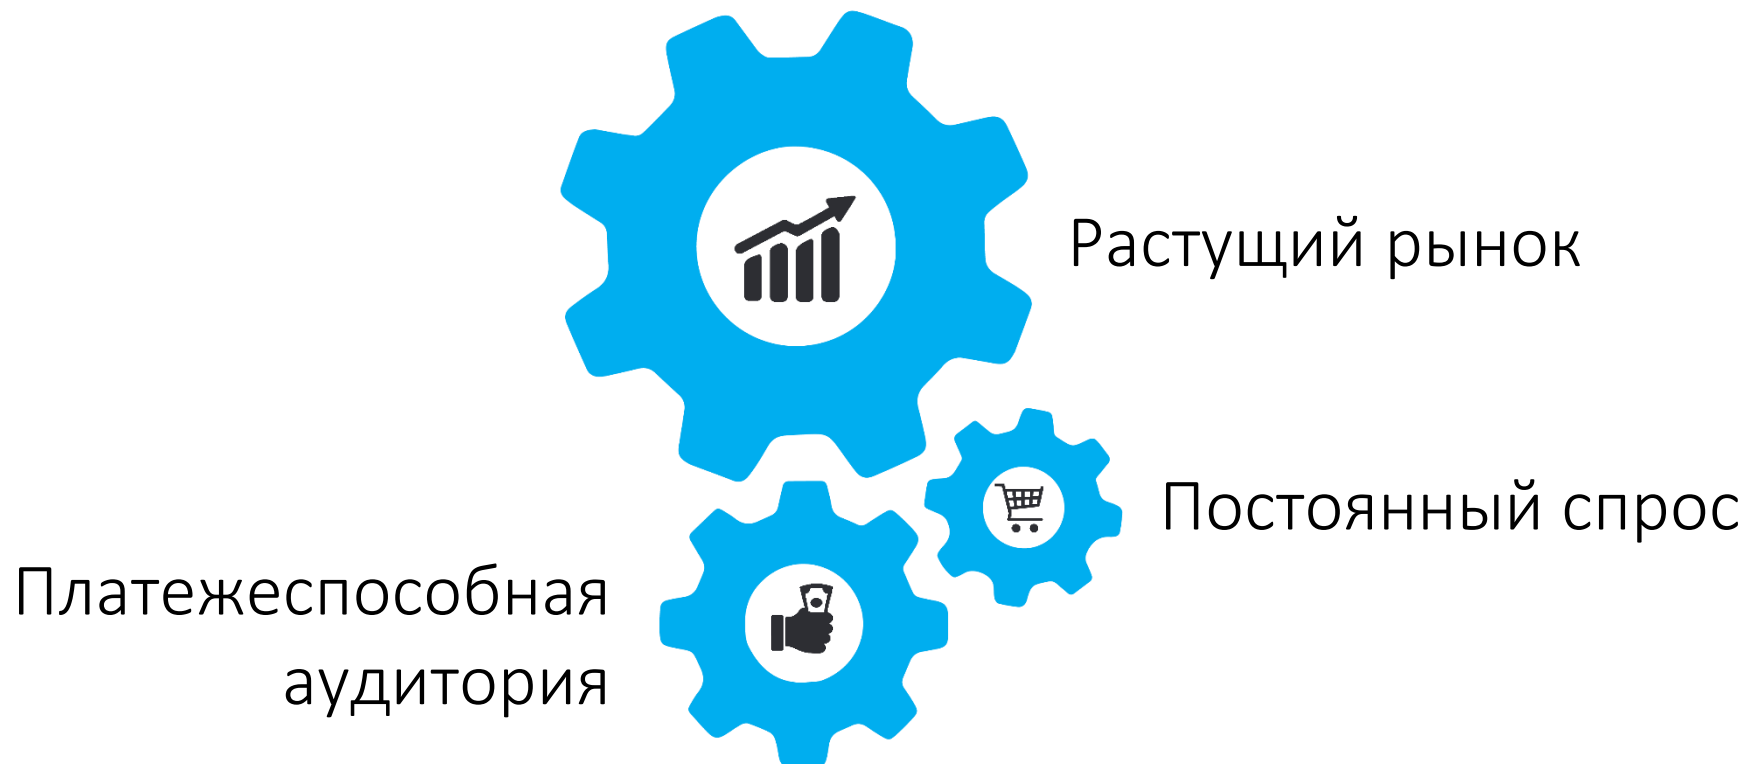 Растущий рынок
Постоянный спрос
Платежеспособная
аудитория